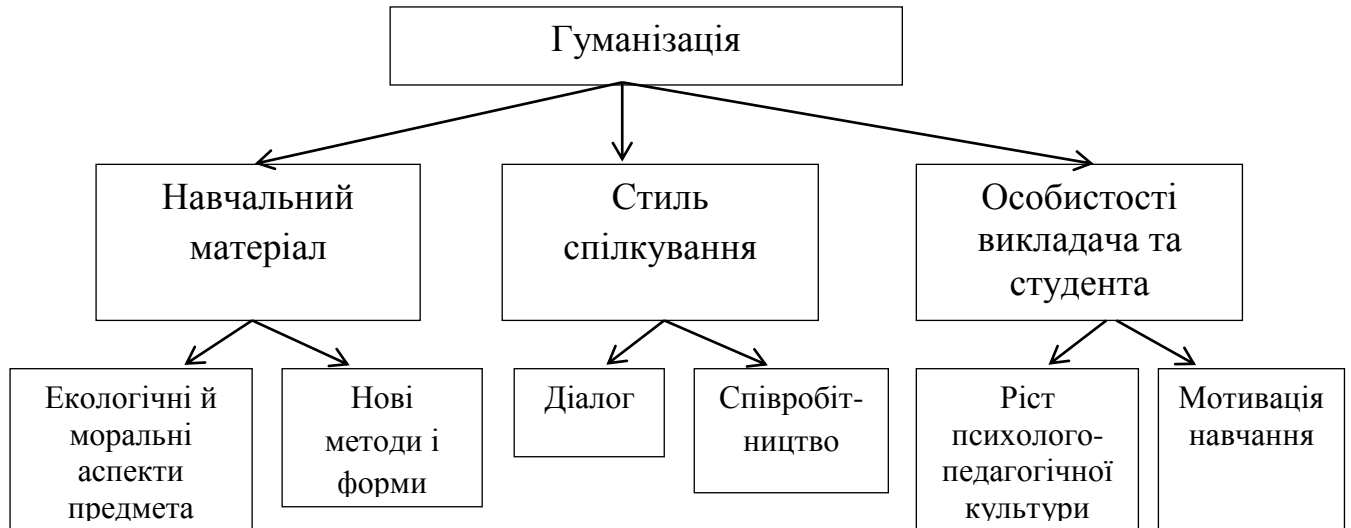 Гуманізація
Навчальний
матеріал
Стиль
спілкування
Особистості
викладача та
студента
Екологічні й
моральні
аспекти
предмета
Нові
методи і
форми
Діалог
Співробіт-
ництво
Ріст
психолого-
педагогічної
культури
Мотивація
навчання